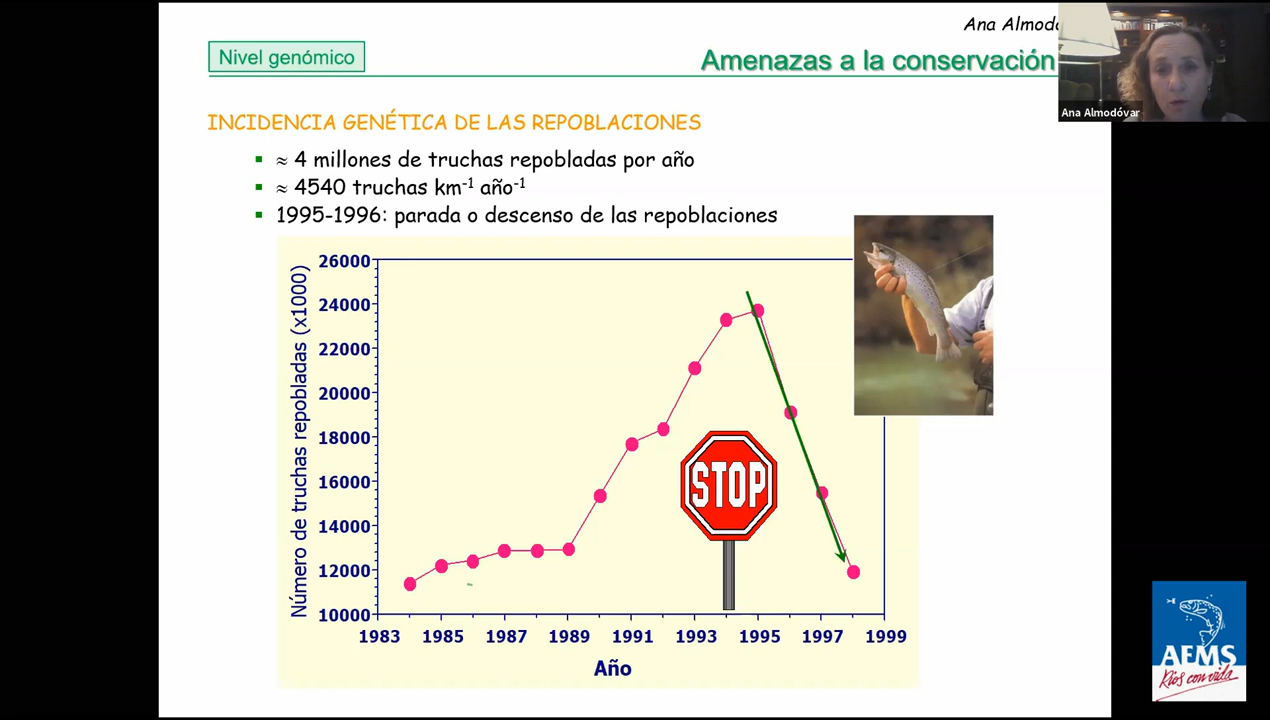 Ana Almodó
Nivel genómico
Amenazas a la conservación
Ana Almodóvar
INCIDENCIA GENÉTICA DE LAS REPOBLACIONES
≈ 4 millones de truchas repobladas por año
≈ 4540 truchas km-1 año-1
1995-1996: parada o descenso de las repoblaciones
Número de truchas repobladas (x1000)
26000
24000
22000
20000
18000
16000
14000
12000
10000
STOP
1983 1985 1987 1989 1991 1993 1995 1997 1999
Año
AEMS
Ríos con vida